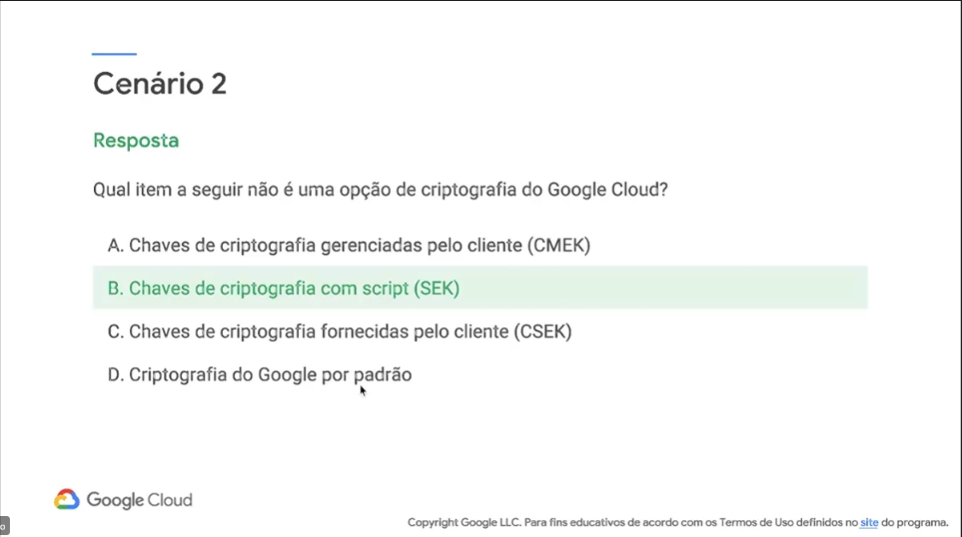 Cenário 2
Resposta
Qual item a seguir não é uma opção de criptografia do Google Cloud?
A. Chaves de criptografia gerenciadas pelo cliente (CMEK)
B. Chaves de criptografia com script (SEK)
C. Chaves de criptografia fornecidas pelo cliente (CSEK)
D. Criptografia do Google por padrão
Google Cloud
o
Copyright Google LLC. Para fins educativos de acordo com os Termos de Uso definidos no site do programa.